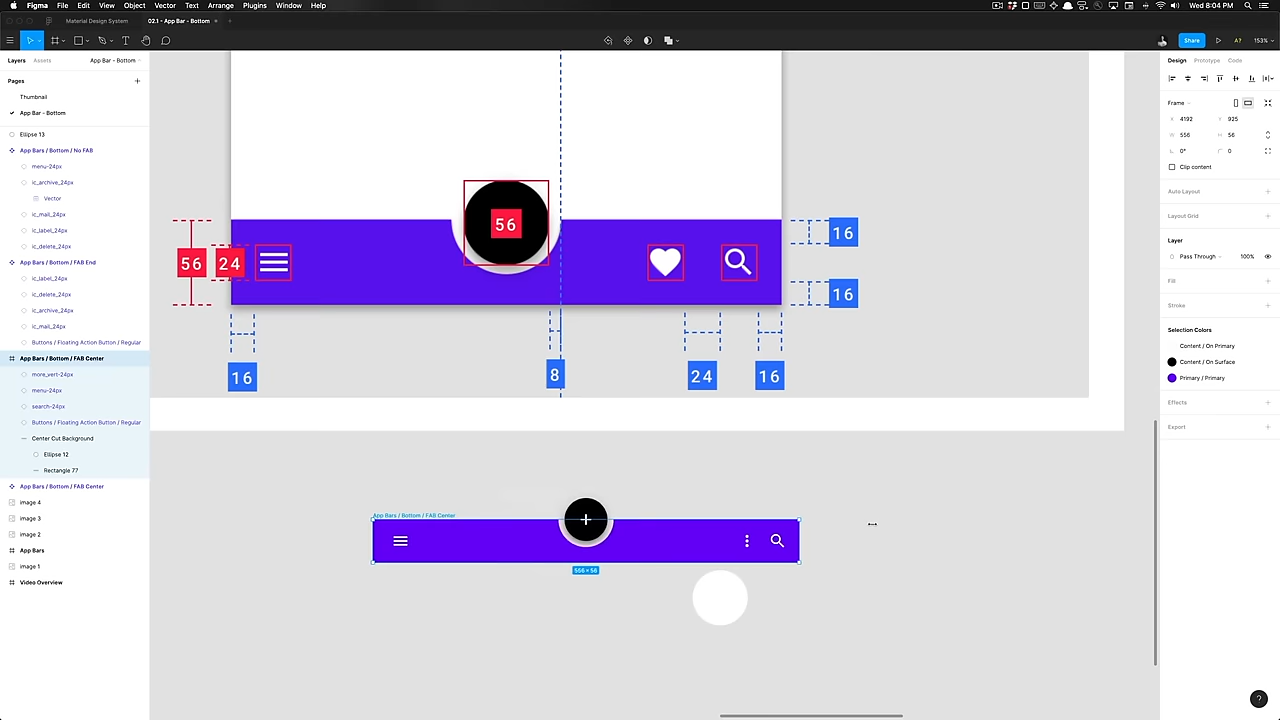 Figma File Edit View Object Vector Text Arrange Plugins Window Help
Wed 8:04 PM
Material Design System
02.1 - App Bar - Bottom
Share
A?
153%
Layers Assets App Bar - Bottom
Pages
Thumbnail
App Bar - Bottom
Ellipse 13
App Bars / Bottom / No FAB
menu-24px
ic_archive_24px
Vector
ic_mail_24px
ic_label_24px
ic_delete_24px
App Bars / Bottom / FAB End
ic_label_24px
ic_delete_24px
ic_archive_24px
ic_mail_24px
Buttons / Floating Action Button / Regular
App Bars / Bottom / FAB Center
more_vert-24px
menu-24px
search-24px
Buttons / Floating Action Button / Regular
Center Cut Background
Ellipse 12
Rectangle 77
App Bars / Bottom / FAB Center
image 4
image 3
image 2
App Bars
image 1
Video Overview
56
56
24
16
16
16
8
24
16
App Bars / Bottom / FAB Center
556 × 56
Design Prototype Code
Frame
X 4192 Y 925
W 556 H 56
0° 0
Clip content
Auto Layout
Layout Grid
Layer
Pass Through 100%
Fill
Stroke
Selection Colors
Content / On Primary
Content / On Surface
Primary / Primary
Effects
Export
?